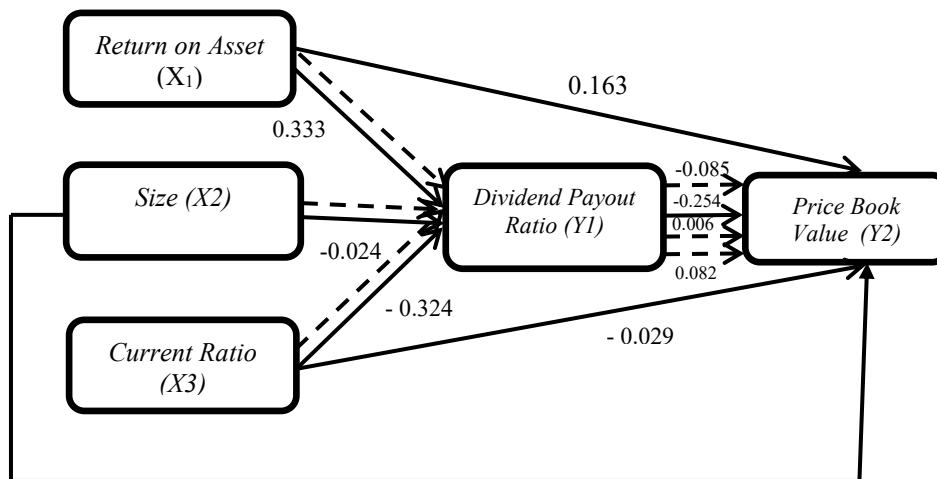 Return on Asset
(X₁)
0.163
0.333
Size (X2)
-0.024
Dividend Payout
Ratio (Y1)
-0.085
-0.254
0.006
0.082
Price Book
Value (Y2)
- 0.324
- 0.029
Current Ratio
(X3)